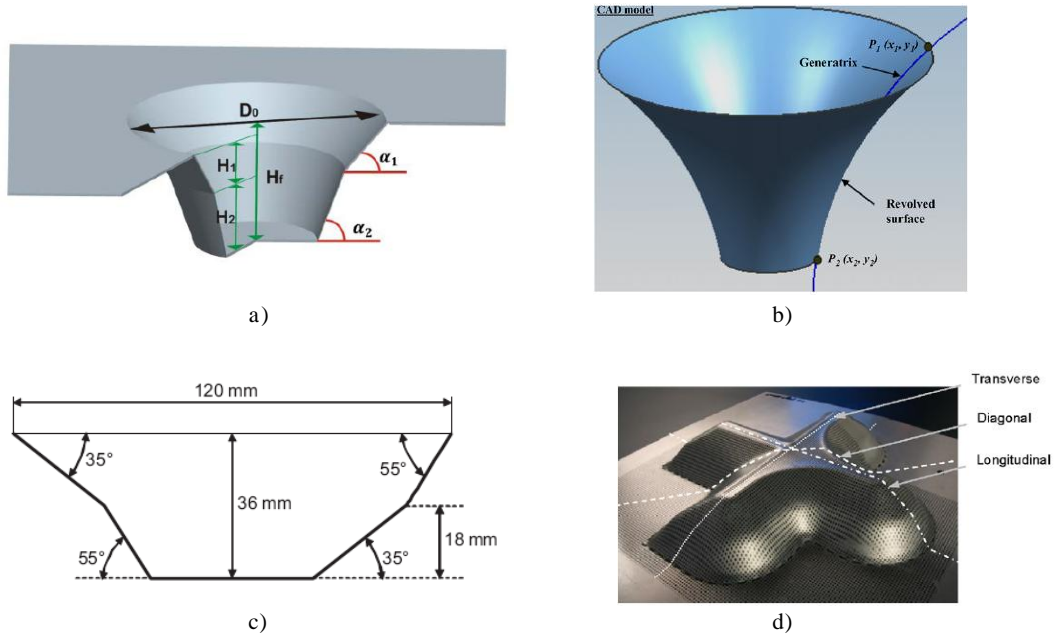 D₀
H₁
H₂
H_f
α₁
α₂
a)
CAD model
P₁ (x₁, y₁)
Generatrix
Revolved
surface
P₂ (x₂, y₂)
b)
120 mm
35°
55°
36 mm
18 mm
55°
35°
c)
Transverse
Diagonal
Longitudinal
d)